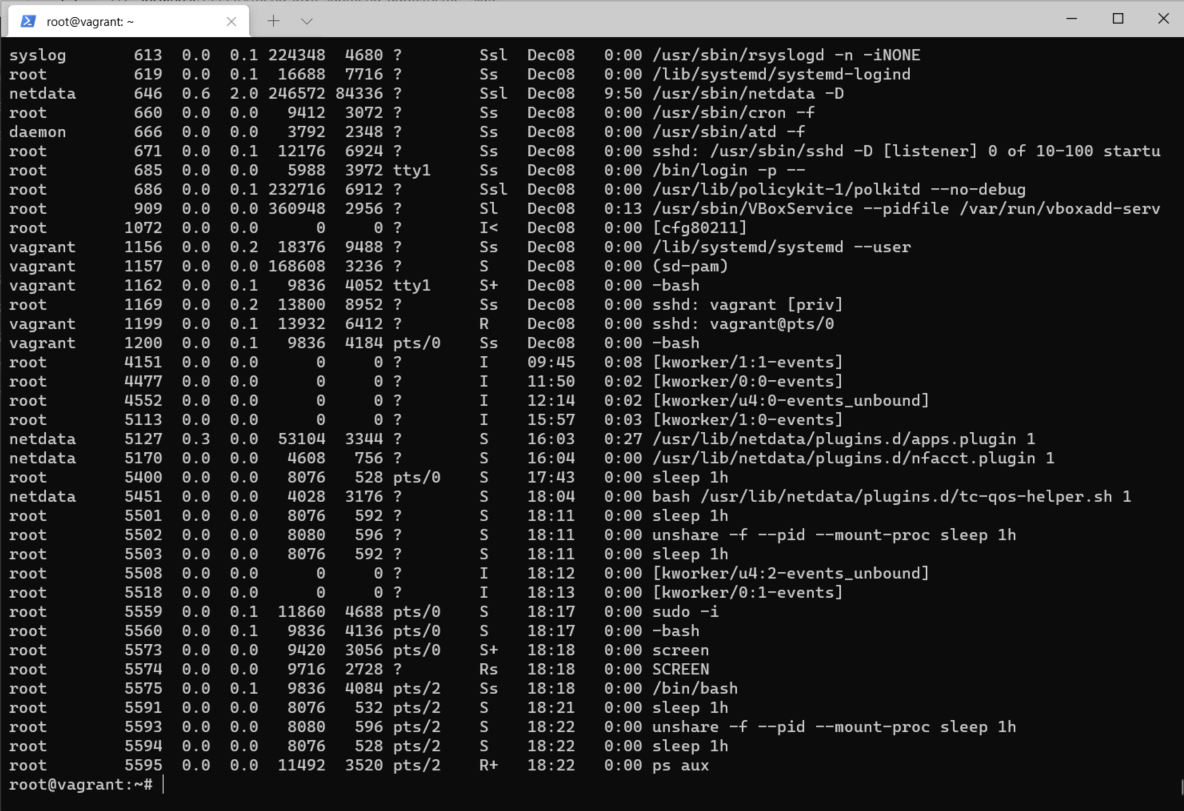 root@vagrant: ~
syslog 613 0.0 0.1 224348 4680 ? Ssl Dec08 0:00 /usr/sbin/rsyslogd -n -iNONE
root 619 0.0 0.1 16688 7716 ? Ss Dec08 0:00 /lib/systemd/systemd-logind
netdata 646 0.6 2.0 246572 84336 ? Ssl Dec08 9:50 /usr/sbin/netdata -D
root 660 0.0 0.0 9412 3072 ? Ss Dec08 0:00 /usr/sbin/cron -f
daemon 666 0.0 0.0 3792 2348 ? Ss Dec08 0:00 /usr/sbin/atd -f
root 671 0.0 0.1 12176 6924 ? Ss Dec08 0:00 sshd: /usr/sbin/sshd -D [listener] 0 of 10-100 startu
root 685 0.0 0.0 5988 3972 tty1 Ss Dec08 0:00 /bin/login -p --
root 686 0.0 0.1 232716 6912 ? Ssl Dec08 0:00 /usr/lib/policykit-1/polkitd --no-debug
root 909 0.0 0.0 360948 2956 ? Sl Dec08 0:13 /usr/sbin/VBoxService --pidfile /var/run/vboxadd-serv
root 1072 0.0 0.0 0 0 ? I< Dec08 0:00 [cfg80211]
vagrant 1156 0.0 0.2 18376 9488 ? Ss Dec08 0:00 /lib/systemd/systemd --user
vagrant 1157 0.0 0.0 168608 3236 ? S Dec08 0:00 (sd-pam)
vagrant 1162 0.0 0.1 9836 4052 tty1 S+ Dec08 0:00 -bash
root 1169 0.0 0.2 13800 8952 ? Ss Dec08 0:00 sshd: vagrant [priv]
vagrant 1199 0.0 0.1 13932 6412 ? R Dec08 0:00 sshd: vagrant@pts/0
vagrant 1200 0.0 0.1 9836 4184 pts/0 Ss Dec08 0:00 -bash
root 4151 0.0 0.0 0 0 ? I 09:45 0:08 [kworker/1:1-events]
root 4477 0.0 0.0 0 0 ? I 11:50 0:02 [kworker/0:0-events]
root 4552 0.0 0.0 0 0 ? I 12:14 0:02 [kworker/u4:0-events_unbound]
root 5113 0.0 0.0 0 0 ? I 15:57 0:03 [kworker/1:0-events]
netdata 5127 0.3 0.0 53104 3344 ? S 16:03 0:27 /usr/lib/netdata/plugins.d/apps.plugin 1
netdata 5170 0.0 0.0 4608 756 ? S 16:04 0:00 /usr/lib/netdata/plugins.d/nfacct.plugin 1
root 5400 0.0 0.0 8076 528 pts/0 S 17:43 0:00 sleep 1h
netdata 5451 0.0 0.0 4028 3176 ? S 18:04 0:00 bash /usr/lib/netdata/plugins.d/tc-qos-helper.sh 1
root 5501 0.0 0.0 8076 592 ? S 18:11 0:00 sleep 1h
root 5502 0.0 0.0 8080 596 ? S 18:11 0:00 unshare -f --pid --mount-proc sleep 1h
root 5503 0.0 0.0 8076 592 ? S 18:11 0:00 sleep 1h
root 5508 0.0 0.0 0 0 ? I 18:12 0:00 [kworker/u4:2-events_unbound]
root 5518 0.0 0.0 0 0 ? I 18:13 0:00 [kworker/0:1-events]
root 5559 0.0 0.1 11860 4688 pts/0 S 18:17 0:00 sudo -i
root 5560 0.0 0.1 9836 4136 pts/0 S 18:17 0:00 -bash
root 5573 0.0 0.0 9420 3056 pts/0 S+ 18:18 0:00 screen
root 5574 0.0 0.0 9716 2728 ? Rs 18:18 0:00 SCREEN
root 5575 0.0 0.1 9836 4084 pts/2 Ss 18:18 0:00 /bin/bash
root 5591 0.0 0.0 8076 532 pts/2 S 18:21 0:00 sleep 1h
root 5593 0.0 0.0 8080 596 pts/2 S 18:22 0:00 unshare -f --pid --mount-proc sleep 1h
root 5594 0.0 0.0 8076 528 pts/2 S 18:22 0:00 sleep 1h
root 5595 0.0 0.0 11492 3520 pts/2 R+ 18:22 0:00 ps aux
root@vagrant:~#